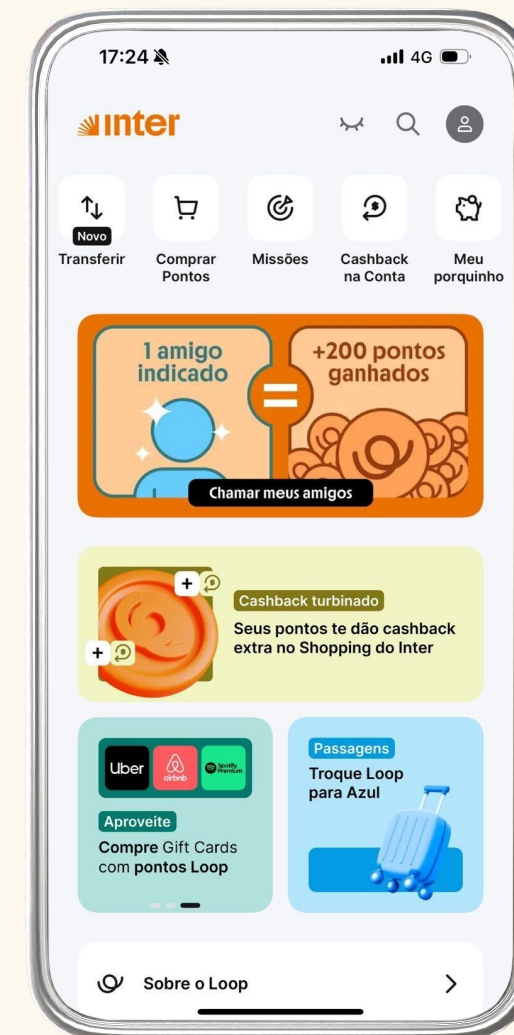 17:24
4G
inter
Novo
Transferir
Comprar
Pontos
Missões
Cashback
na Conta
Meu
porquinho
1 amigo
indicado
=
+200 pontos
ganhados
Chamar meus amigos
Cashback turbinado
Seus pontos te dão cashback
extra no Shopping do Inter
Uber
airbnb
Spotify
Premium
Aproveite
Compre Gift Cards
com pontos Loop
Passagens
Troque Loop
para Azul
Sobre o Loop